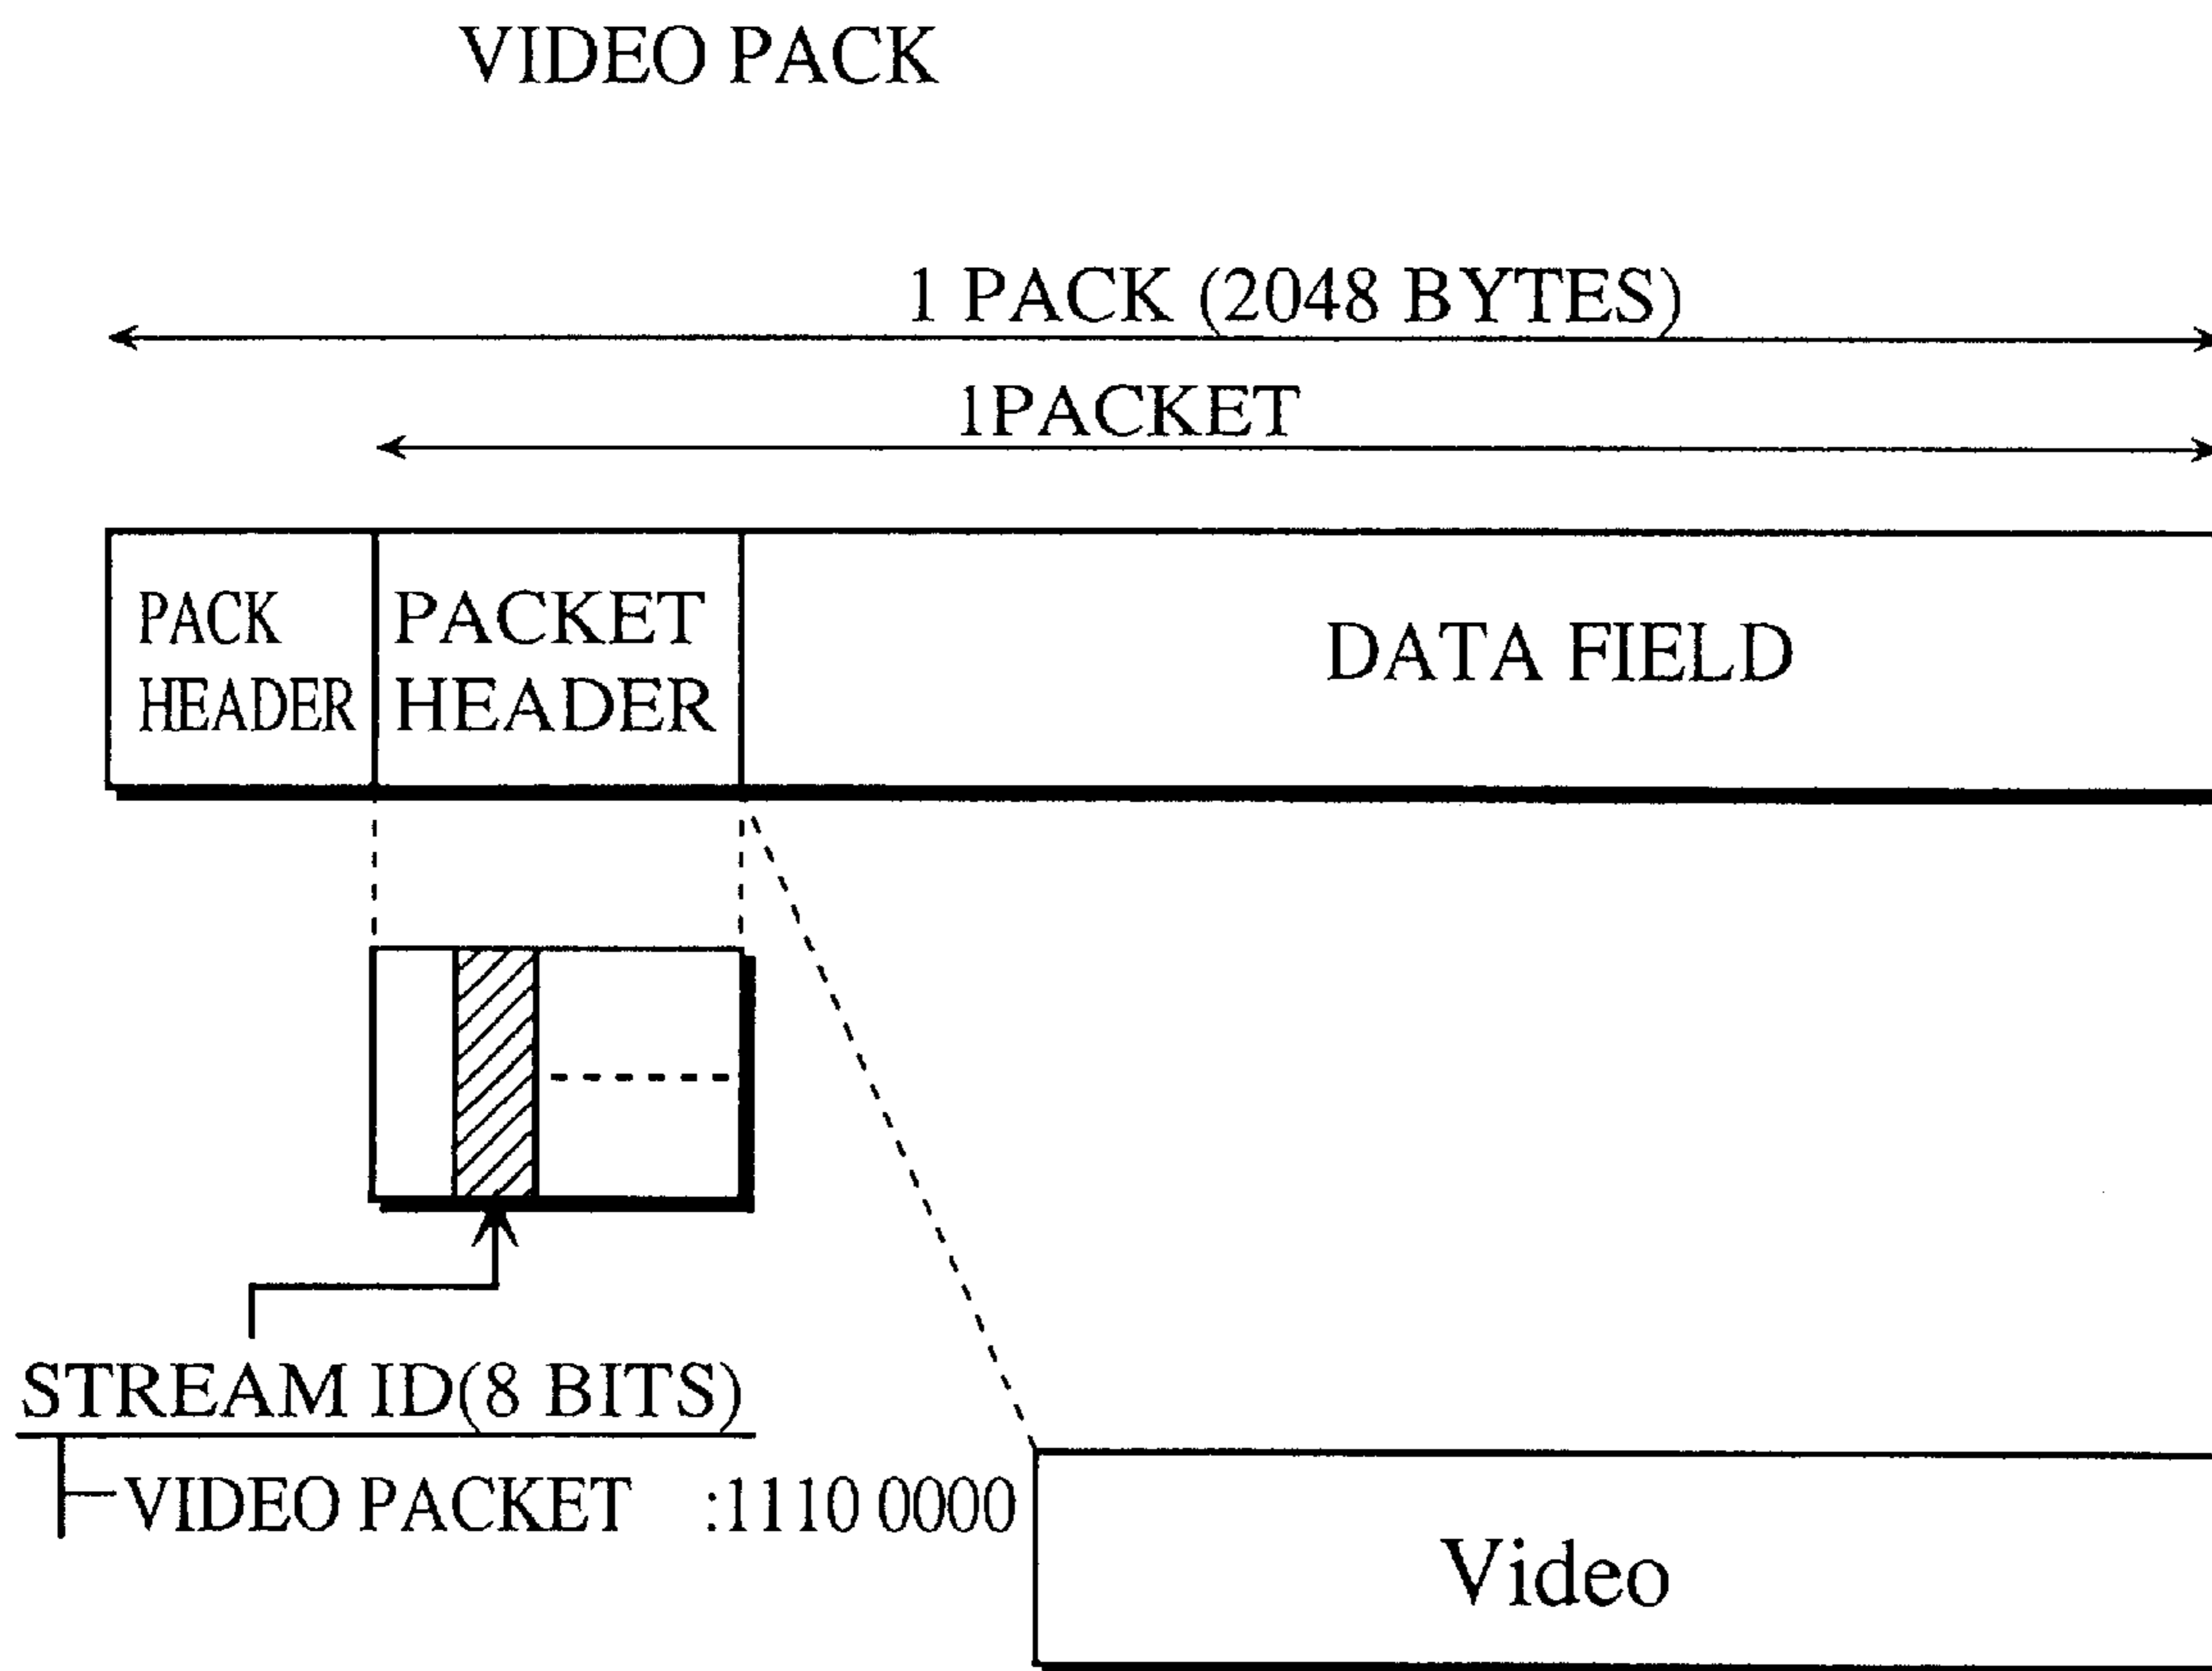 VIDEO PACK
1 PACK (2048 BYTES)
1PACKET
PACK
HEADER
PACKET
HEADER
DATA FIELD
STREAM ID(8 BITS)
VIDEO PACKET :1110 0000
Video